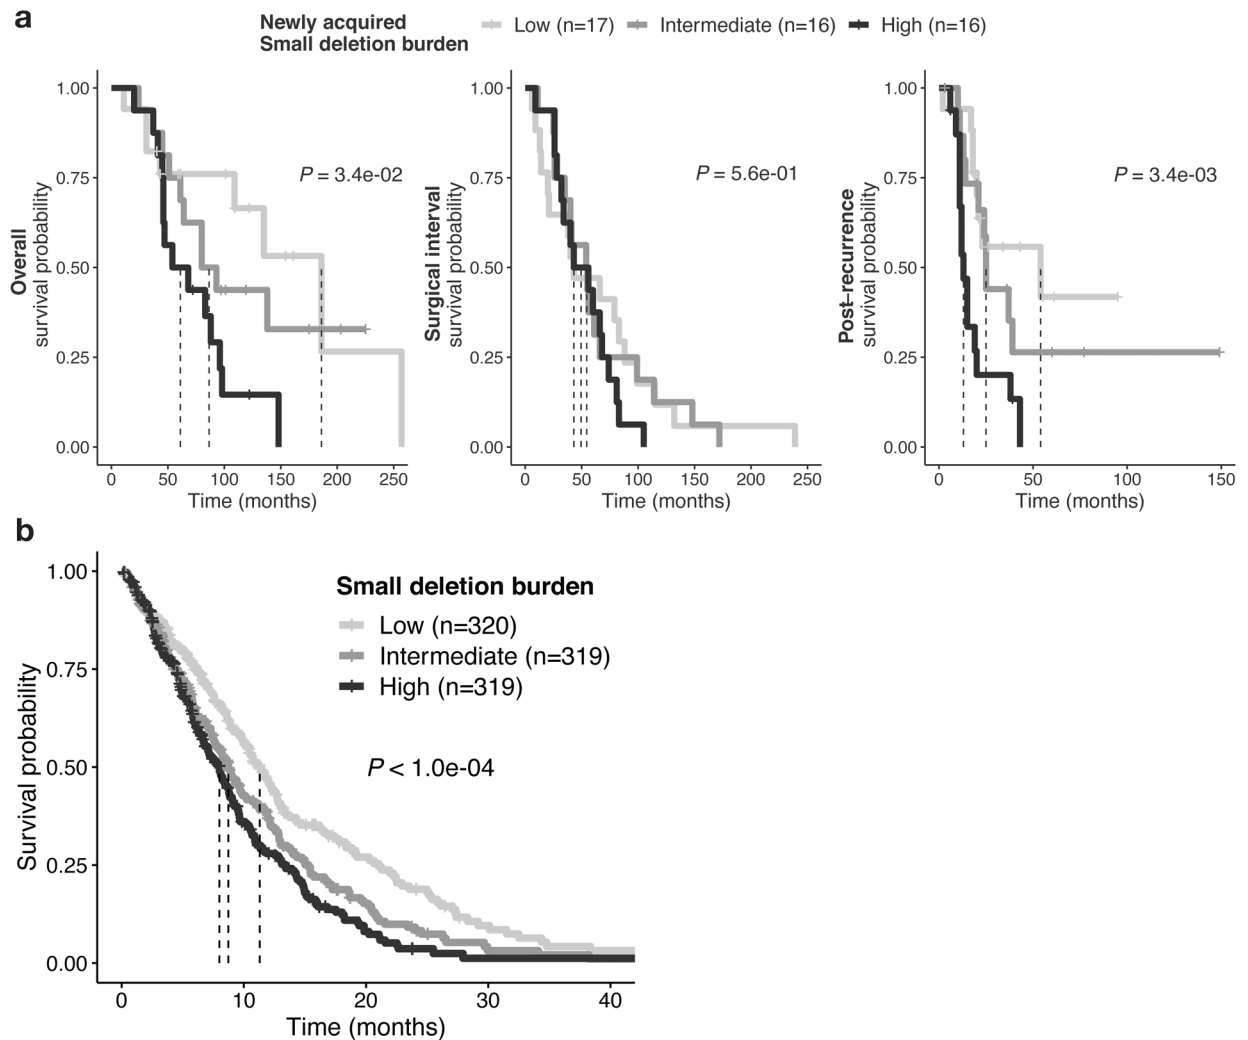 a
Newly acquired
Small deletion burden
Low (n=17)
Intermediate (n=16)
High (n=16)
Overall
survival probability
1.00
0.75
0.50
0.25
0.00
P = 3.4e-02
0
50
100
150
200
250
Time (months)
Surgical interval
survival probability
1.00
0.75
0.50
0.25
0.00
P = 5.6e-01
0
50
100
150
200
250
Time (months)
Post–recurrence
survival probability
1.00
0.75
0.50
0.25
0.00
P = 3.4e-03
0
50
100
150
Time (months)
b
Survival probability
1.00
0.75
0.50
0.25
0.00
Small deletion burden
Low (n=320)
Intermediate (n=319)
High (n=319)
P < 1.0e-04
0
10
20
30
40
Time (months)